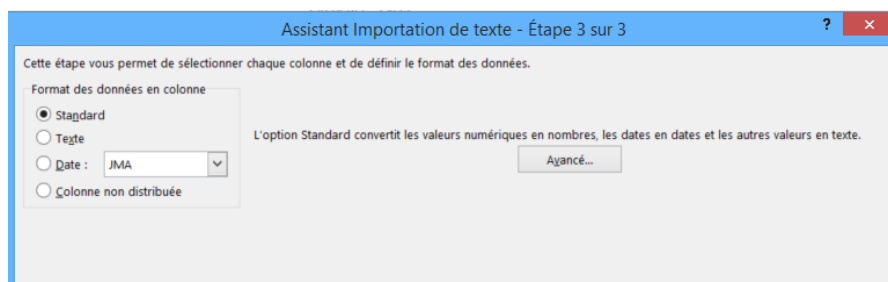 Assistant Importation de texte - Étape 3 sur 3
?
Cette étape vous permet de sélectionner chaque colonne et de définir le format des données.
Format des données en colonne
Standard
Texte
L'option Standard convertit les valeurs numériques en nombres, les dates en dates et les autres valeurs en texte.
Date : JMA
Avancé...
Colonne non distribuée